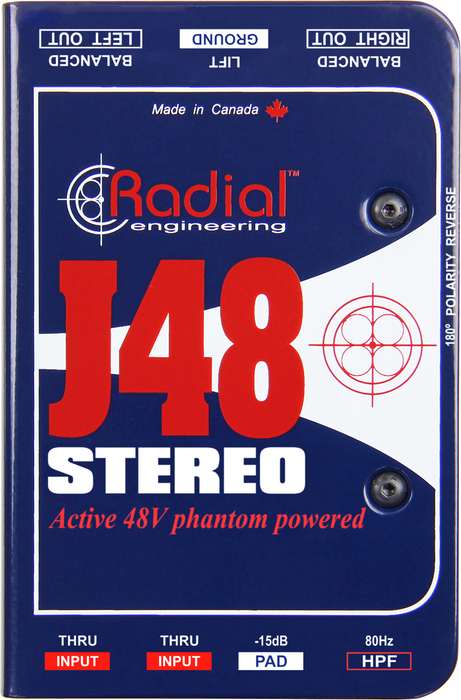 BALANCED LEFT OUT
LIFT GROUND
BALANCED RIGHT OUT
Made in Canada
Radial™
engineering
180° POLARITY REVERSE
J48
STEREO
Active 48V phantom powered
THRU INPUT
THRU INPUT
-15dB PAD
80Hz HPF